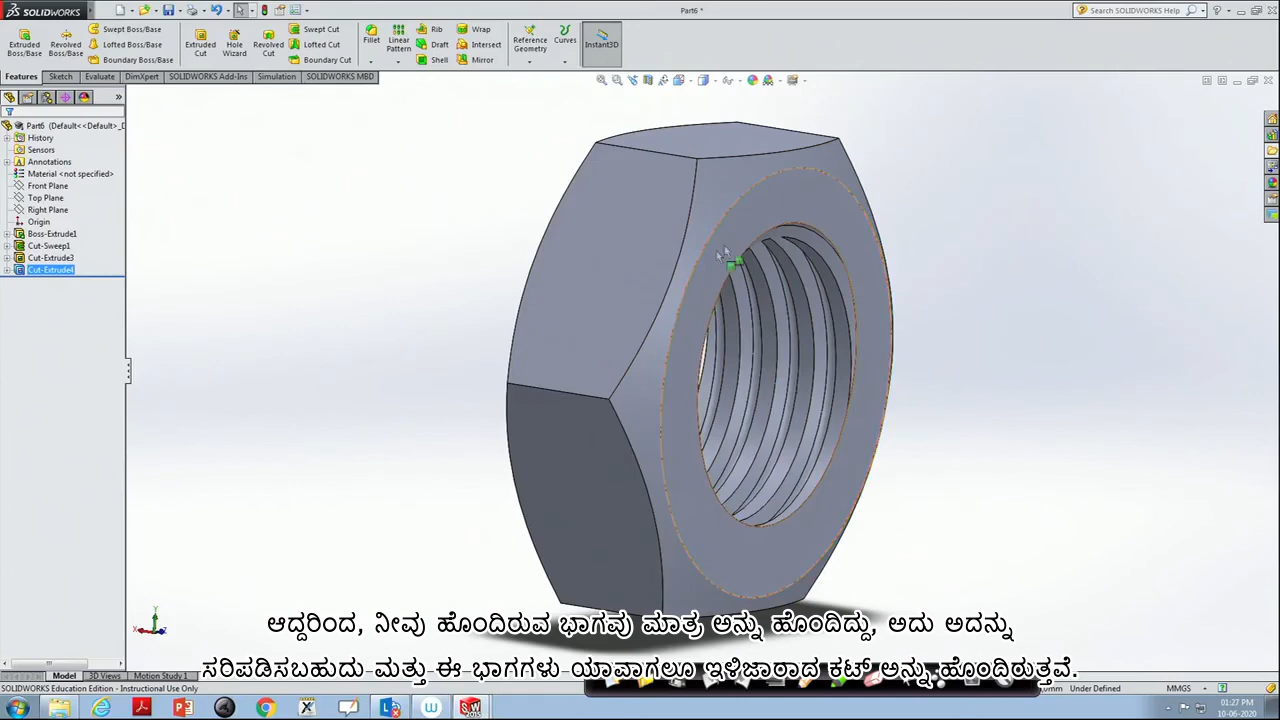 SOLIDWORKS
Part6 *
Search SOLIDWORKS Help
Extruded Boss/Base
Revolved Boss/Base
Swept Boss/Base
Lofted Boss/Base
Boundary Boss/Base
Extruded Cut
Hole Wizard
Revolved Cut
Swept Cut
Lofted Cut
Boundary Cut
Fillet
Linear Pattern
Rib
Draft
Shell
Wrap
Intersect
Mirror
Reference Geometry
Curves
Instant3D
Features
Sketch
Evaluate
DimXpert
SOLIDWORKS Add-Ins
Simulation
SOLIDWORKS MBD
Part6 (Default<<Default>_D
History
Sensors
Annotations
Material <not specified>
Front Plane
Top Plane
Right Plane
Origin
Boss-Extrude1
Cut-Sweep1
Cut-Extrude3
Cut-Extrude4
ಆದ್ದರಿಂದ, ನೀವು ಹೊಂದಿರುವ ಭಾಗವು ಮಾತ್ರ ಅನ್ನು ಹೊಂದಿದ್ದು, ಅದು ಅದನ್ನು
ಸರಿಪಡಿಸಬಹುದು ಮತ್ತು ಈ ಭಾಗಗಳು ಯಾವಾಗಲೂ ಇಳಿಜಾರಾದ ಕಟ್ ಅನ್ನು ಹೊಂದಿರುತ್ತವೆ.
Model
3D Views
Motion Study 1
SOLIDWORKS Education Edition - Instructional Use Only
Under Defined
MMGS
01:27 PM
10-06-2020